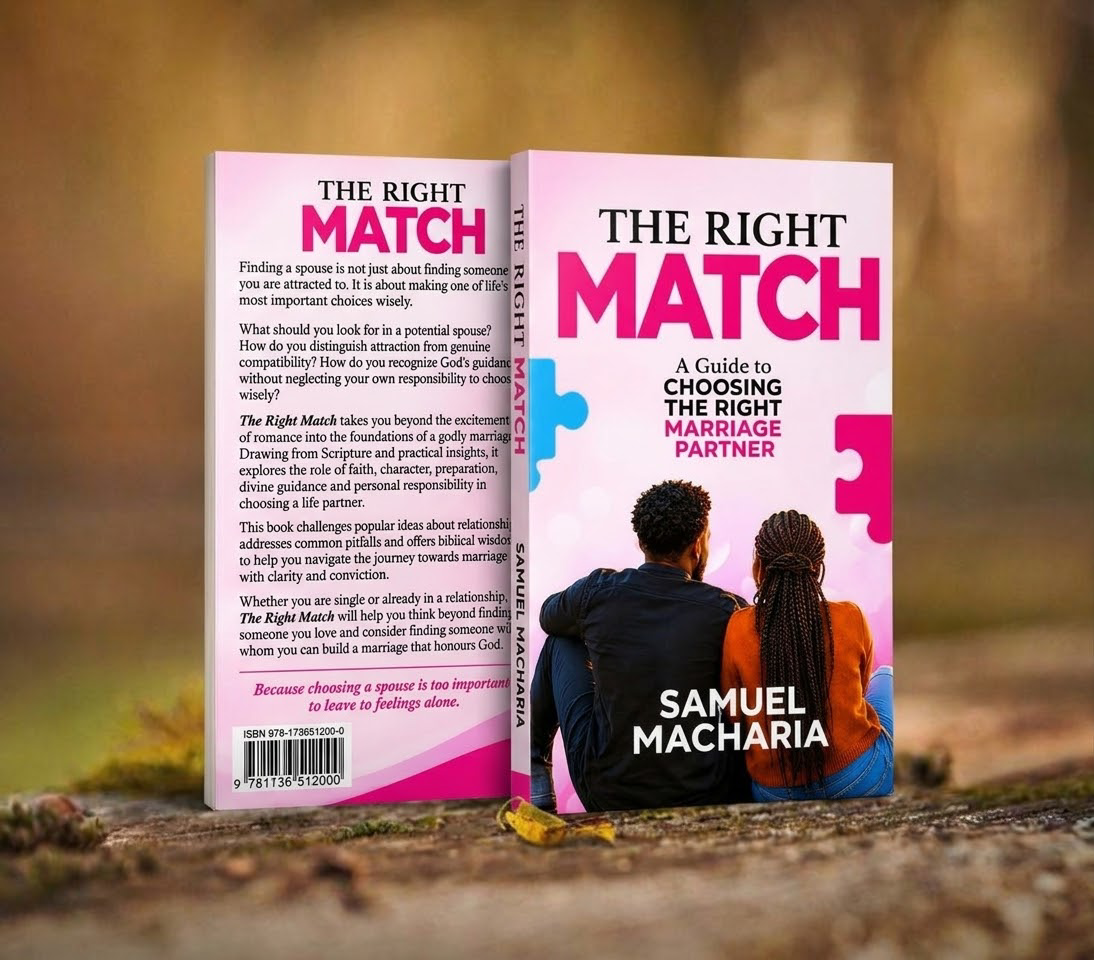 THE RIGHT
MATCH
Finding a spouse is not just about finding someone
you are attracted to. It is about making one of life's
most important choices wisely.
What should you look for in a potential spouse?
How do you distinguish attraction from genuine
compatibility? How do you recognize God's guidanc
without neglecting your own responsibility to choos
wisely?
The Right Match takes you beyond the excitement
of romance into the foundations of a godly marriag
Drawing from Scripture and practical insights, it
explores the role of faith, character, preparation,
divine guidance and personal responsibility in
choosing a life partner.
This book challenges popular ideas about relationshi
addresses common pitfalls and offers biblical wisdo
to help you navigate the journey towards marriage
with clarity and conviction.
Whether you are single or already in a relationship,
The Right Match will help you think beyond findin
someone you love and consider finding someone wi
whom you can build a marriage that honours God.
Because choosing a spouse is too important
to leave to feelings alone.
ISBN 978-173651200-0
9 781136 512000
THE RIGHT MATCH
SAMUEL MACHARIA
THE RIGHT
MATCH
A Guide to
CHOOSING
THE RIGHT
MARRIAGE
PARTNER
SAMUEL
MACHARIA